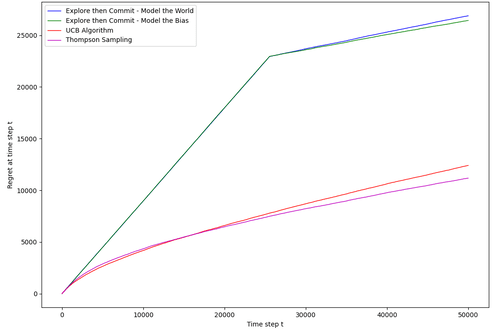 Explore then Commit - Model the World
Explore then Commit - Model the Bias
UCB Algorithm
Thompson Sampling
25000
20000
15000
10000
5000
0
Regret at time step t
0 10000 20000 30000 40000 50000
Time step t